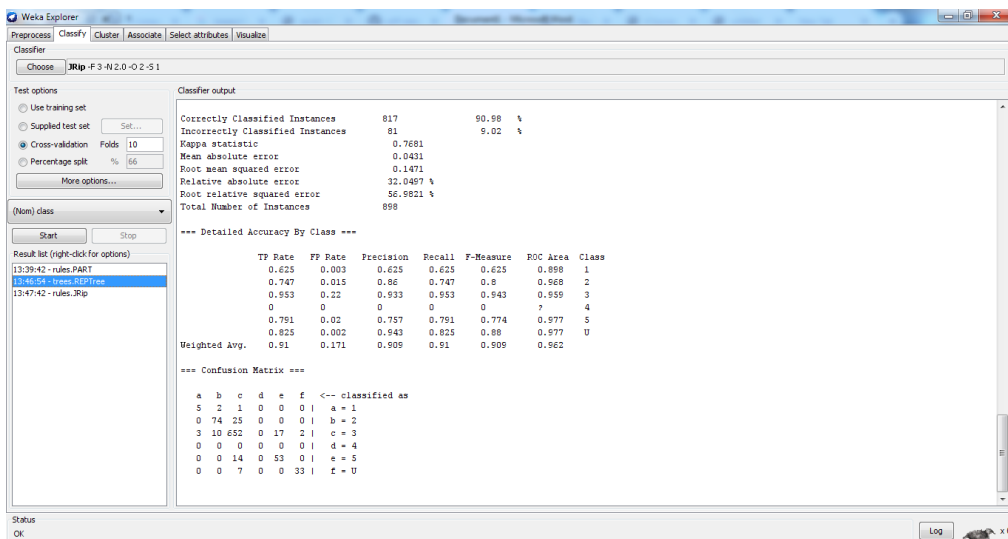 Weka Explorer
Preprocess Classify Cluster Associate Select attributes Visualize
Classifier
Choose JRip -F 3 -N 2.0 -O 2 -S 1
Test options
Use training set
Supplied test set Set...
Cross-validation Folds 10
Percentage split % 66
More options...
(Nom) class
Start Stop
Result list (right-click for options)
13:39:42 - rules.PART
13:46:54 - trees.REPTree
13:47:42 - rules.JRip
Classifier output
Correctly Classified Instances 817 90.98 %
Incorrectly Classified Instances 81 9.02 %
Kappa statistic 0.7681
Mean absolute error 0.0431
Root mean squared error 0.1471
Relative absolute error 32.0497 %
Root relative squared error 56.9821 %
Total Number of Instances 898
=== Detailed Accuracy By Class ===
TP Rate FP Rate Precision Recall F-Measure ROC Area Class
0.625 0.003 0.625 0.625 0.625 0.898 1
0.747 0.015 0.86 0.747 0.8 0.968 2
0.953 0.22 0.933 0.953 0.943 0.959 3
0 0 0 0 0 ? 4
0.791 0.02 0.757 0.791 0.774 0.977 5
0.825 0.002 0.943 0.825 0.88 0.977 U
Weighted Avg. 0.91 0.171 0.909 0.91 0.909 0.962
=== Confusion Matrix ===
a b c d e f <-- classified as
5 2 1 0 0 0 | a = 1
0 74 25 0 0 0 | b = 2
3 10 652 0 17 2 | c = 3
0 0 0 0 0 0 | d = 4
0 0 14 0 53 0 | e = 5
0 0 7 0 0 33 | f = U
Status
OK
Log